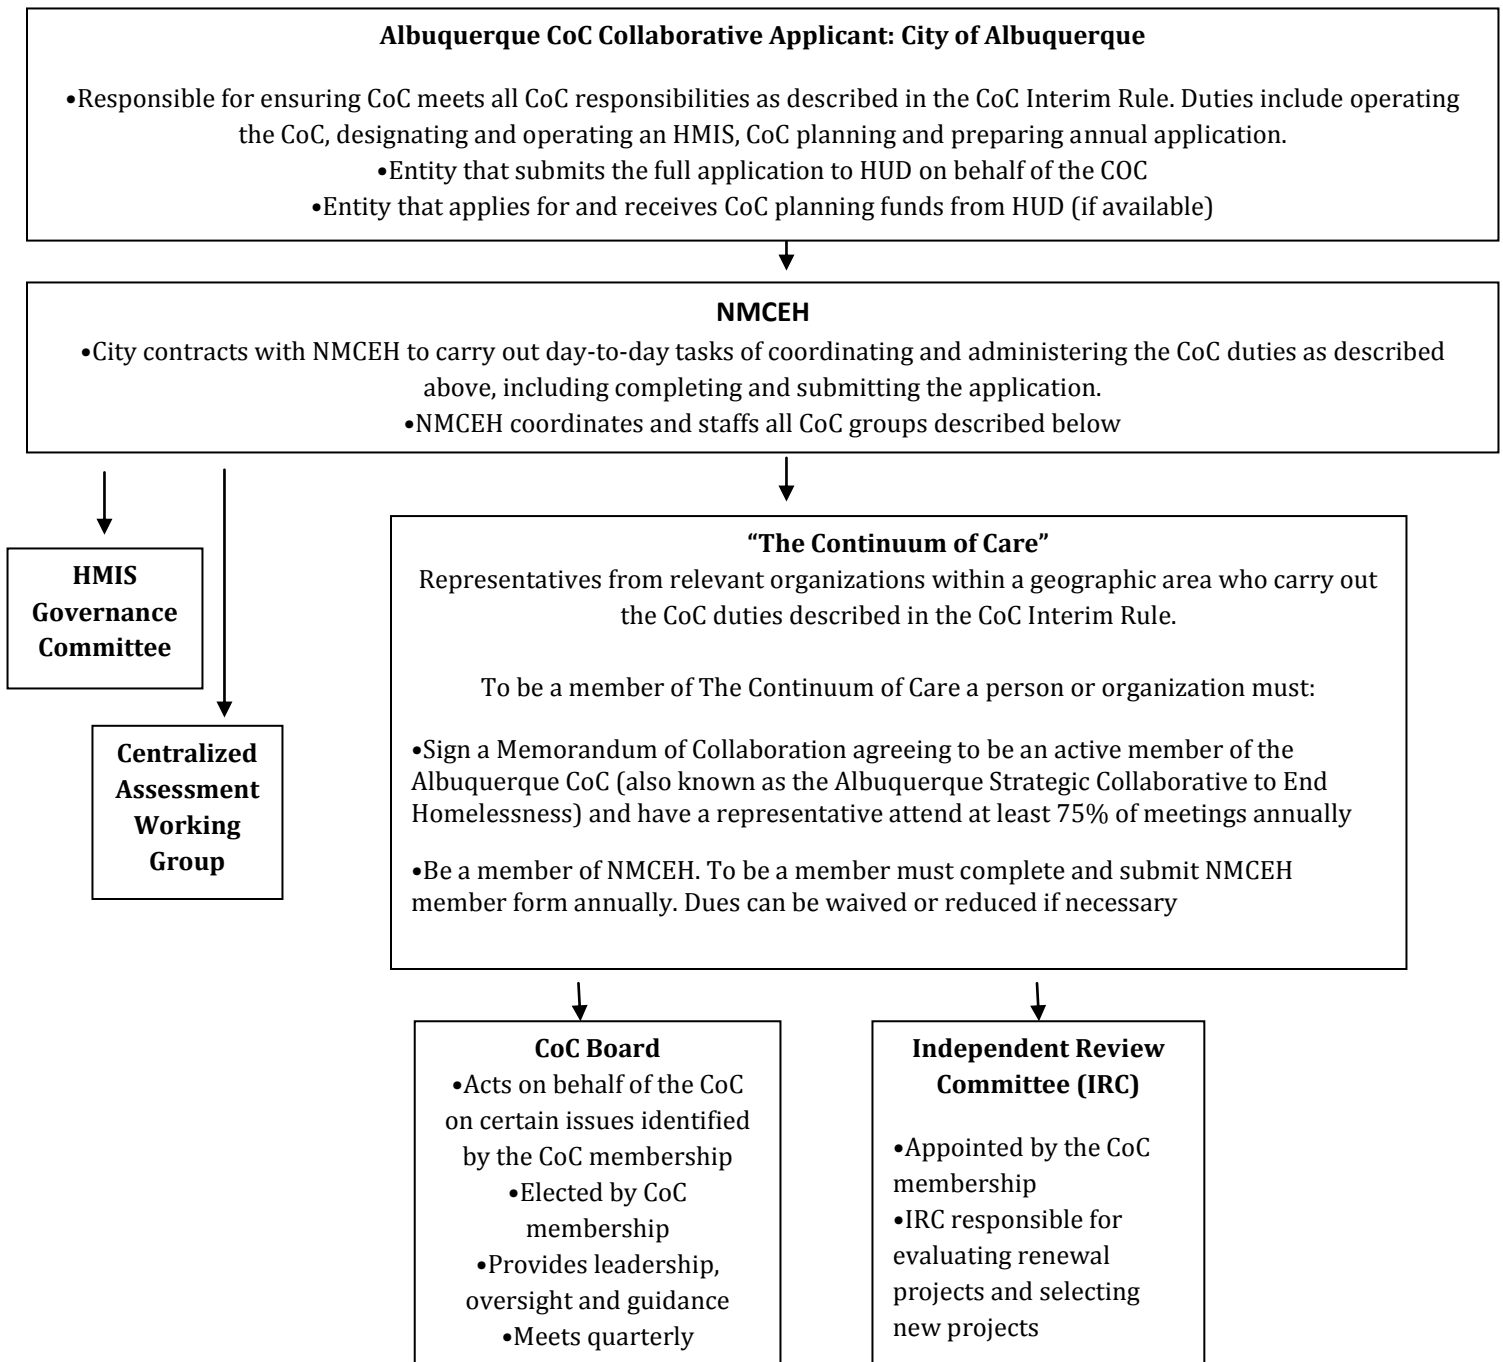 Albuquerque CoC Collaborative Applicant: City of Albuquerque
•Responsible for ensuring CoC meets all CoC responsibilities as described in the CoC Interim Rule. Duties include operating
the CoC, designating and operating an HMIS, CoC planning and preparing annual application.
•Entity that submits the full application to HUD on behalf of the COC
•Entity that applies for and receives CoC planning funds from HUD (if available)
NMCEH
•City contracts with NMCEH to carry out day-to-day tasks of coordinating and administering the CoC duties as described
above, including completing and submitting the application.
•NMCEH coordinates and staffs all CoC groups described below
HMIS
Governance
Committee
Centralized
Assessment
Working
Group
“The Continuum of Care”
Representatives from relevant organizations within a geographic area who carry out
the CoC duties described in the CoC Interim Rule.
To be a member of The Continuum of Care a person or organization must:
•Sign a Memorandum of Collaboration agreeing to be an active member of the
Albuquerque CoC (also known as the Albuquerque Strategic Collaborative to End
Homelessness) and have a representative attend at least 75% of meetings annually
•Be a member of NMCEH. To be a member must complete and submit NMCEH
member form annually. Dues can be waived or reduced if necessary
CoC Board
•Acts on behalf of the CoC
on certain issues identified
by the CoC membership
•Elected by CoC
membership
•Provides leadership,
oversight and guidance
•Meets quarterly
Independent Review
Committee (IRC)
•Appointed by the CoC
membership
•IRC responsible for
evaluating renewal
projects and selecting
new projects